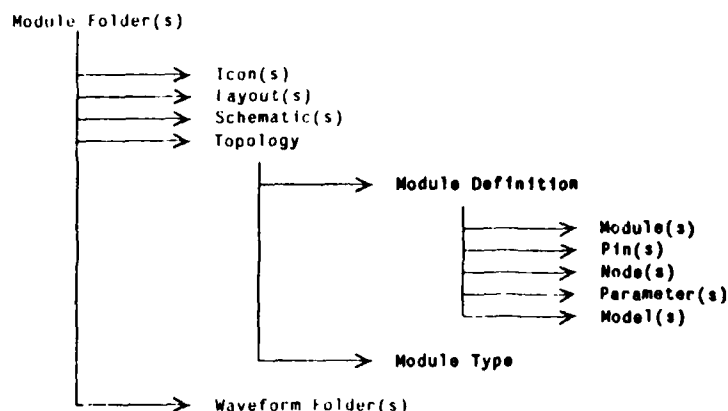 Module Folder(s)
Icon(s)
Layout(s)
Schematic(s)
Topology
Module Definition
Module(s)
Pin(s)
Node(s)
Parameter(s)
Model(s)
Module Type
Waveform Folder(s)